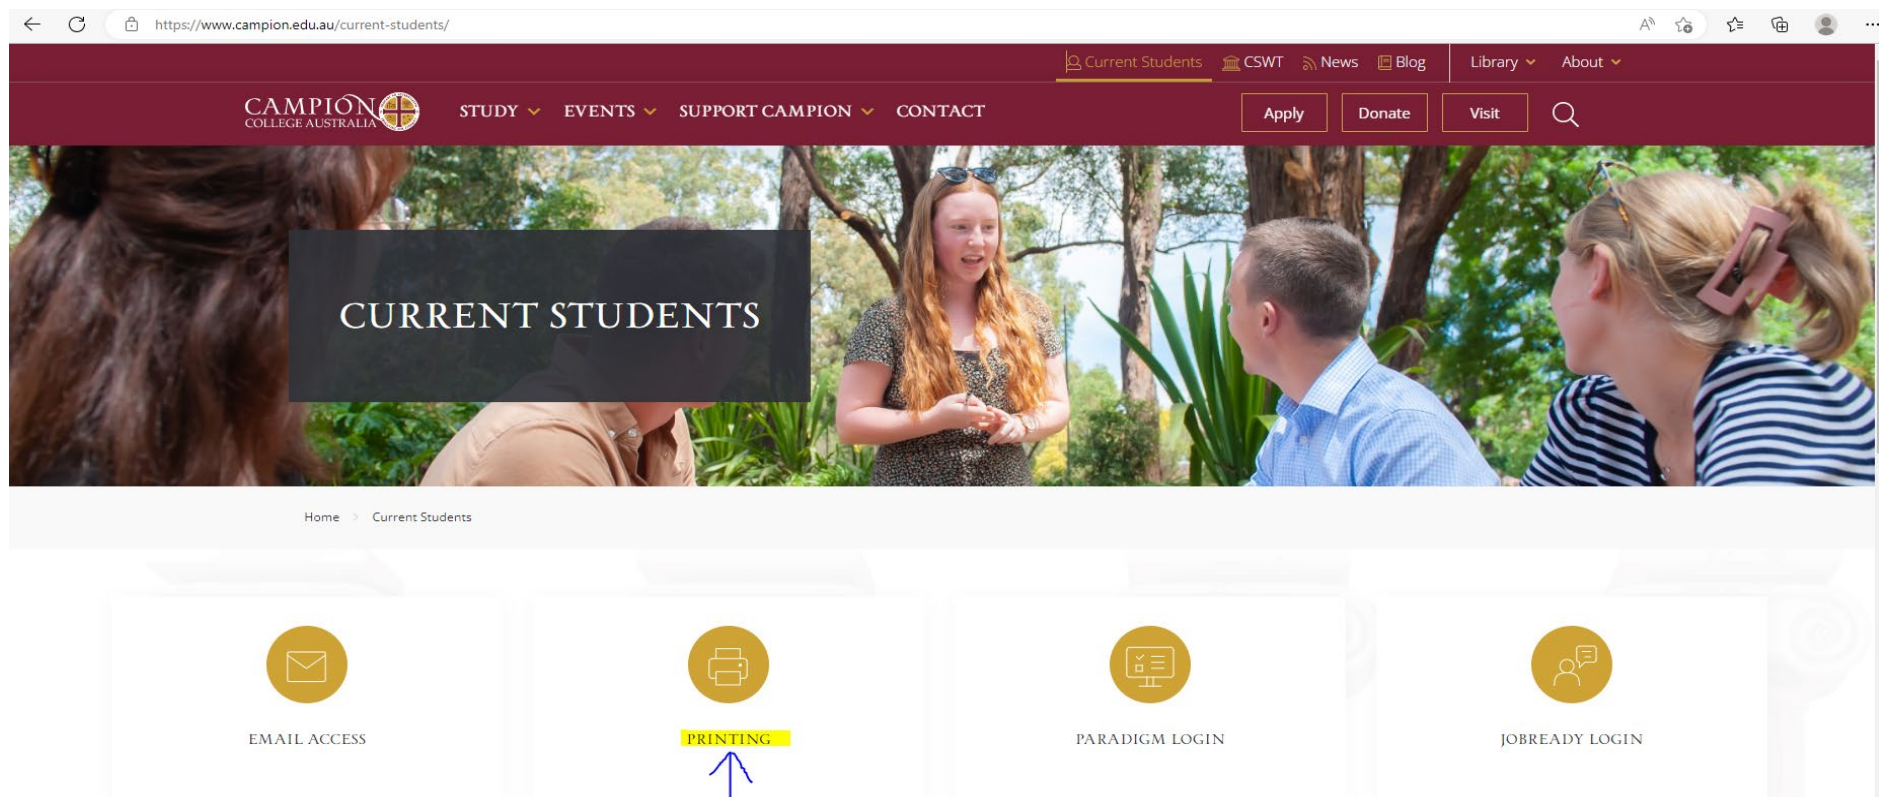 https://www.campion.edu.au/current-students/
Current Students CSWT News Blog Library About
CAMPION
COLLEGE AUSTRALIA
STUDY EVENTS SUPPORT CAMPION CONTACT
Apply Donate Visit
CURRENT STUDENTS
Home > Current Students
EMAIL ACCESS PRINTING PARADIGM LOGIN JOBREADY LOGIN